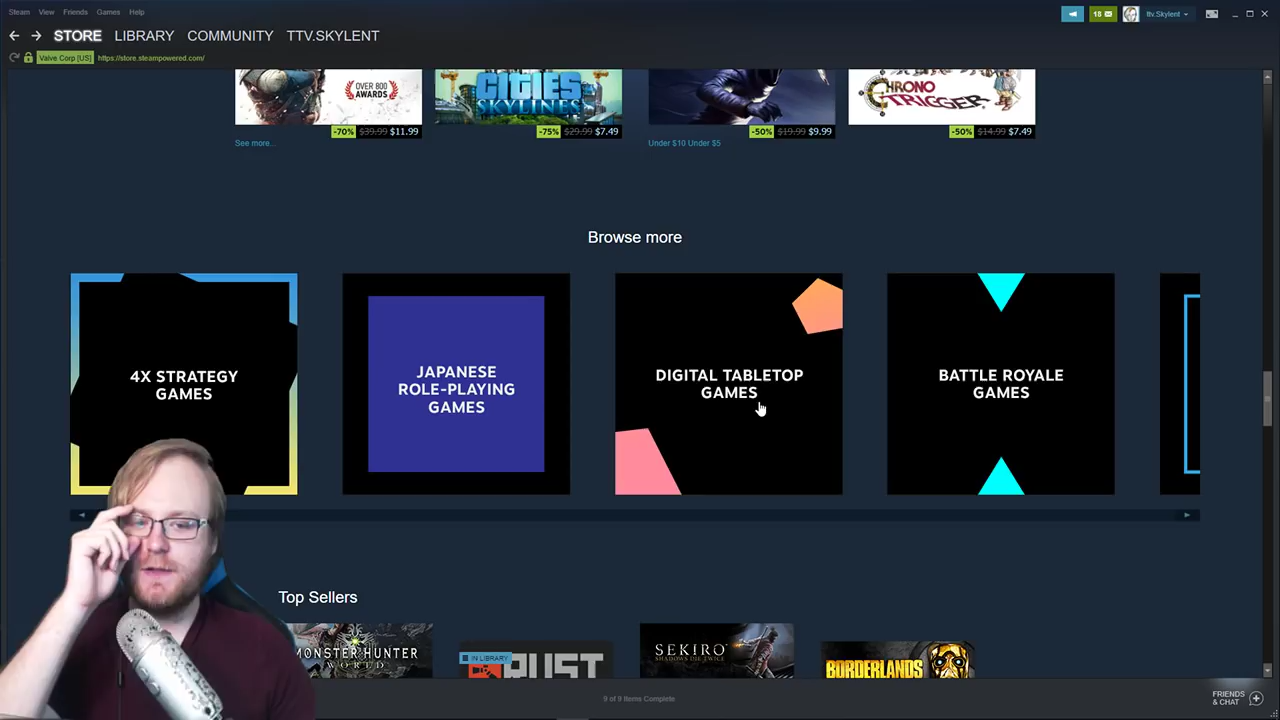 Steam View Friends Games Help
18
ttv.Skylent
STORE LIBRARY COMMUNITY TTV.SKYLENT
Valve Corp [US] https://store.steampowered.com/
OVER 800
AWARDS
CITIES
SKYLINES
CHRONO
TRIGGER
-70% $39.99 $11.99
-75% $29.99 $7.49
-50% $19.99 $9.99
-50% $14.99 $7.49
See more...
Under $10 Under $5
Browse more
4X STRATEGY
GAMES
JAPANESE
ROLE-PLAYING
GAMES
DIGITAL TABLETOP
GAMES
BATTLE ROYALE
GAMES
Top Sellers
MONSTER HUNTER
WORLD
IN LIBRARY
RUST
SEKIRO
SHADOWS DIE TWICE
BORDERLANDS
9 of 9 Items Complete
FRIENDS
& CHAT